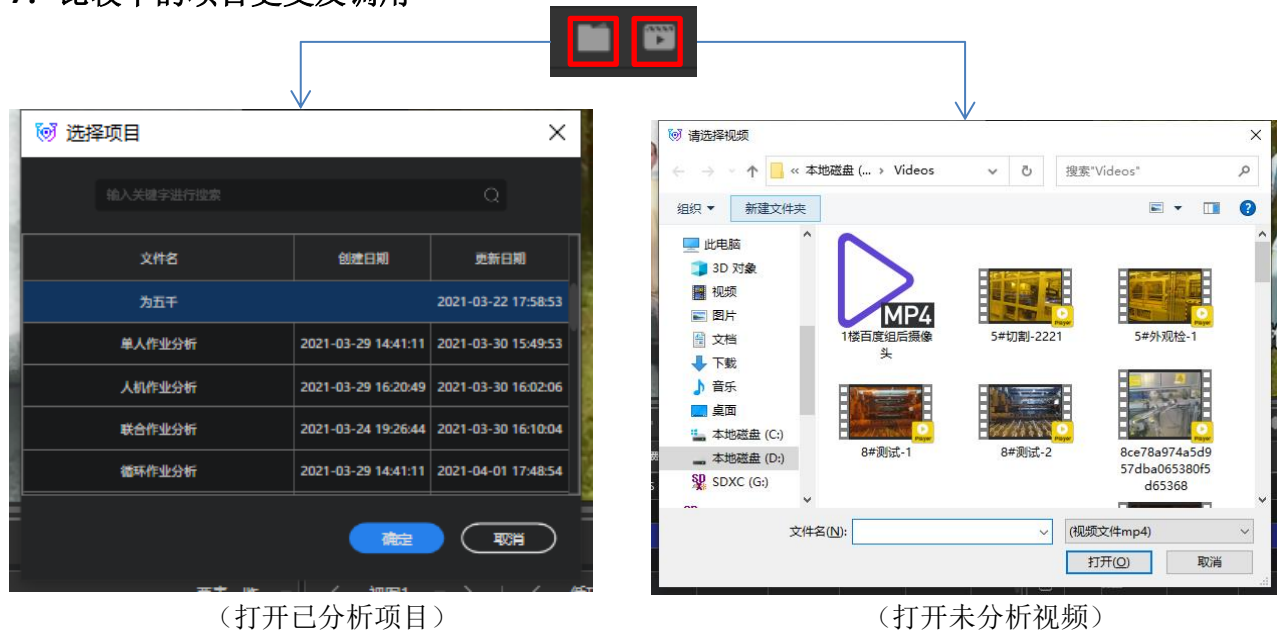 选择项目
输入关键字进行搜索
文件名 创建日期 更新日期
为五千 2021-03-22 17:58:53
单人作业分析 2021-03-29 14:41:11 2021-03-30 15:49:53
人机作业分析 2021-03-29 16:20:49 2021-03-30 16:02:06
联合作业分析 2021-03-24 19:26:44 2021-03-30 16:10:04
循环作业分析 2021-03-29 14:41:11 2021-04-01 17:48:54
确定 取消
（打开已分析项目）
请选择视频
« 本地磁盘 (... › Videos 搜索"Videos"
组织 新建文件夹
此电脑
3D 对象
视频
图片
文档
下载
音乐
桌面
本地磁盘 (C:)
本地磁盘 (D:)
SDXC (G:)
MP4
1楼百度组后摄像
头
5#切割-2221
5#外观检-1
8#测试-1
8#测试-2
8ce78a974a5d9
57dba065380f5
d65368
文件名(N): (视频文件mp4)
打开(O) 取消
（打开未分析视频）